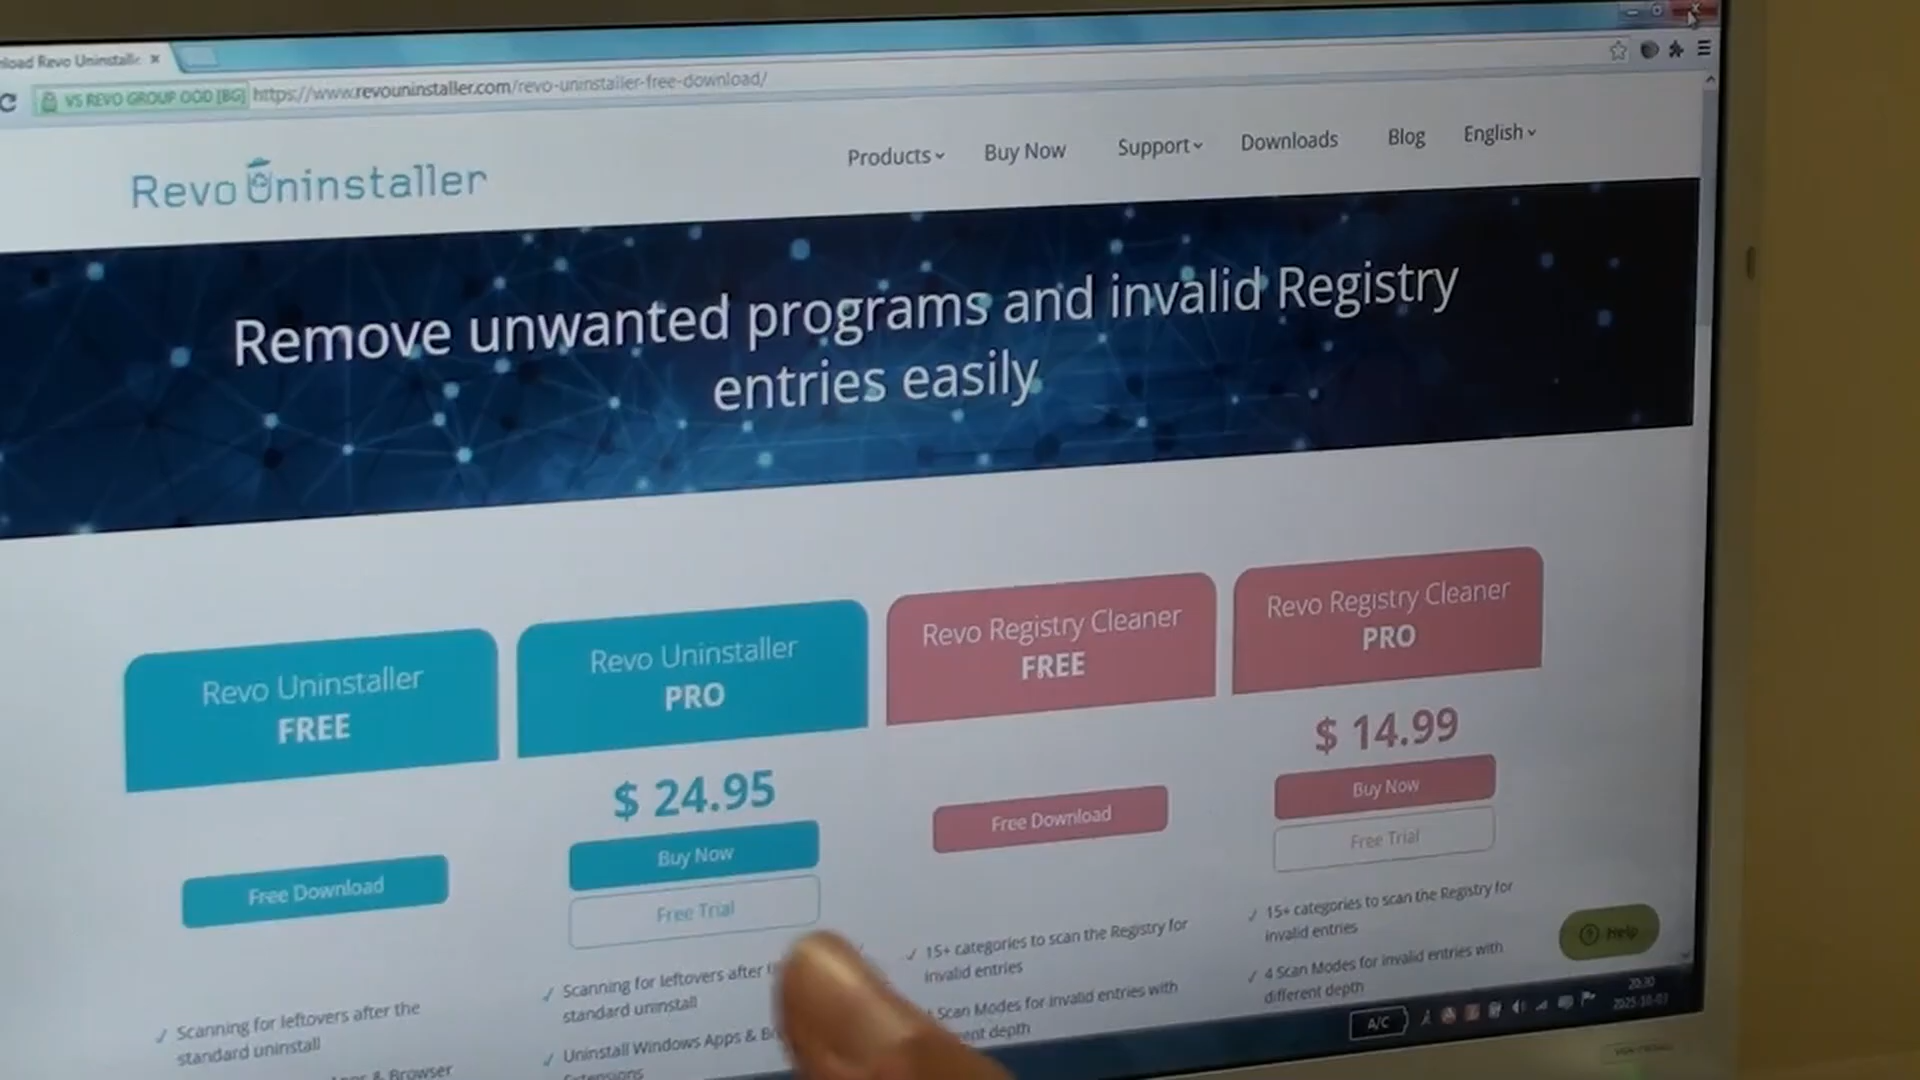 load Revo Uninstalle
VS REVO GROUP OOD [BG] https://www.revouninstaller.com/revo-uninstaller-free-download/
Revo Uninstaller
Products
Buy Now
Support
Downloads
Blog
English
Remove unwanted programs and invalid Registry
entries easily
Revo Uninstaller
FREE
Free Download
Scanning for leftovers after the
standard uninstall
& Browser
Revo Uninstaller
PRO
$ 24.95
Buy Now
Free Trial
Scanning for leftovers after
standard uninstall
Uninstall Windows Apps &
Extensions
Revo Registry Cleaner
FREE
Free Download
15+ categories to scan the Registry for
invalid entries
Scan Modes for invalid entries with
depth
Revo Registry Cleaner
PRO
$ 14.99
Buy Now
Free Trial
15+ categories to scan the Registry for
invalid entries
4 Scan Modes for invalid entries with
different depth
Help
A/C
20:30